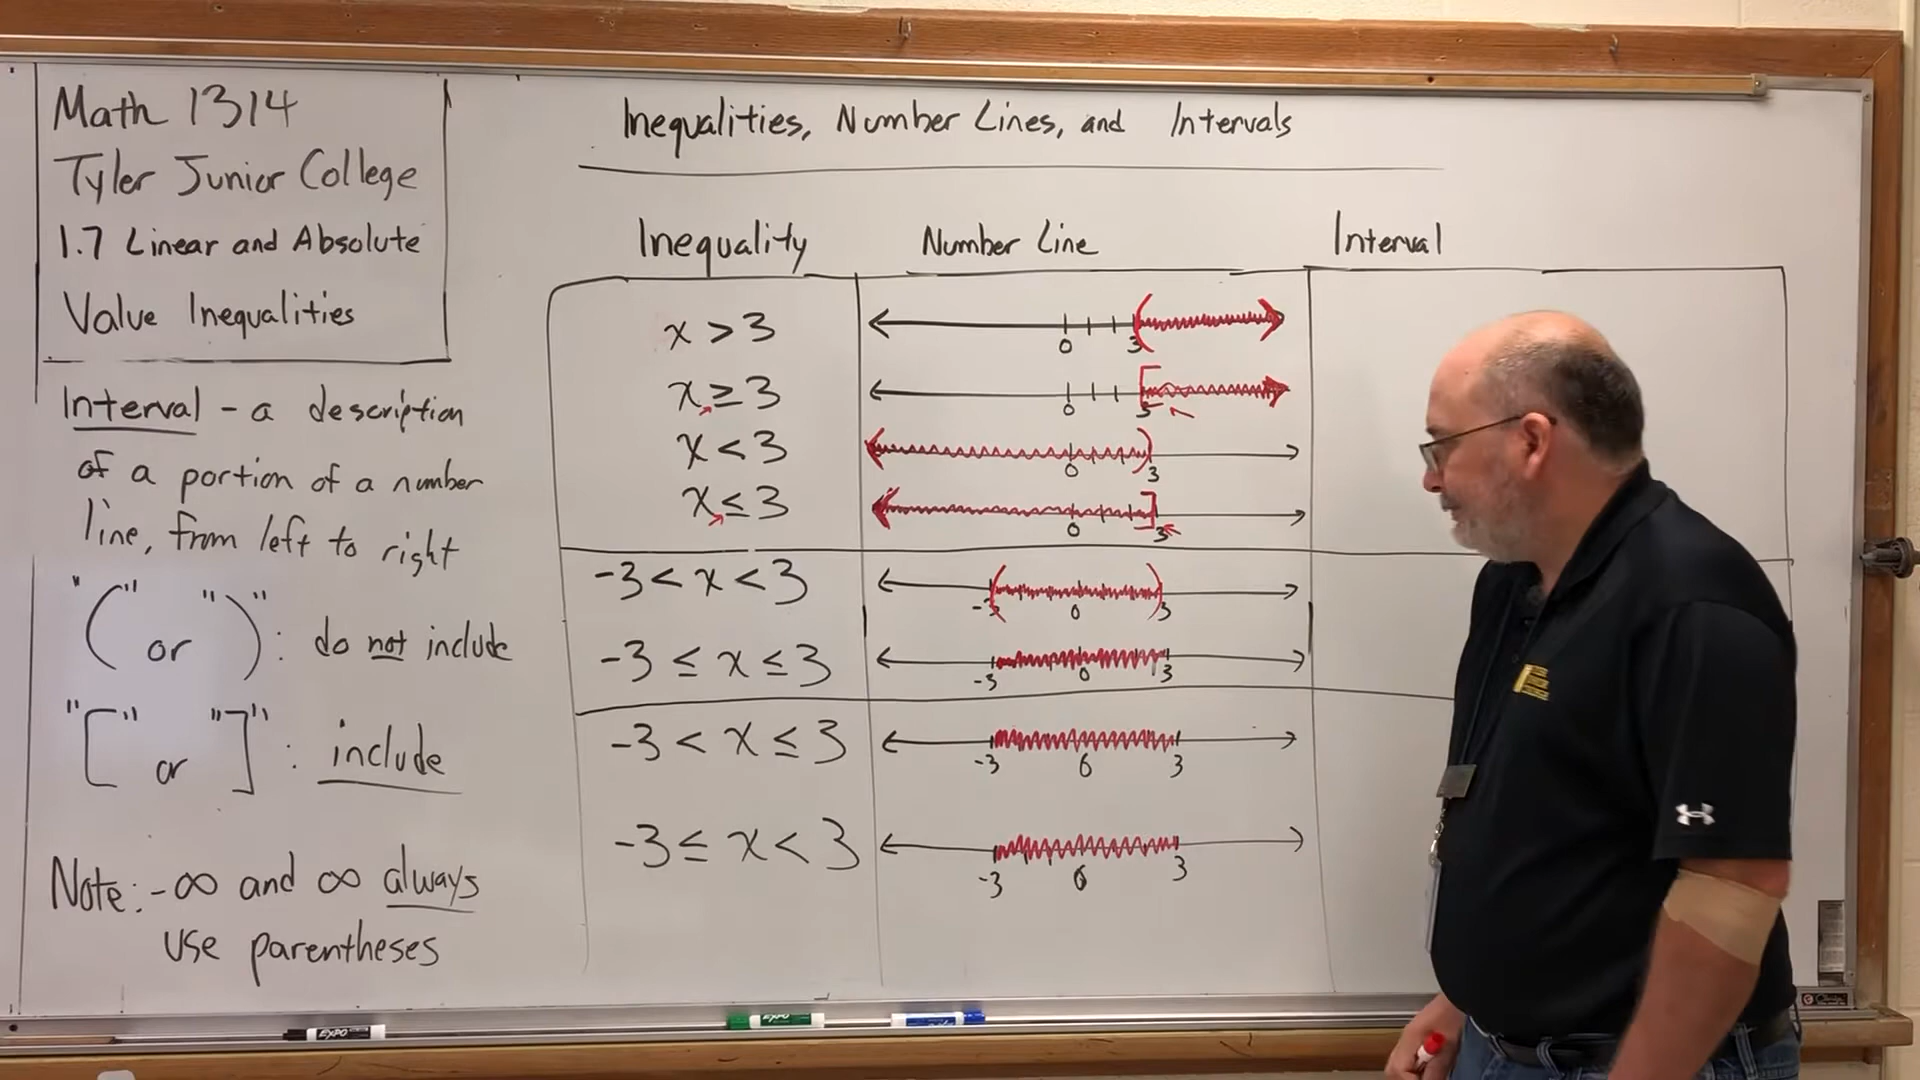 Math 1314
Tyler Junior College
1.7 Linear and Absolute
Value Inequalities
Interval - a description
of a portion of a number
line, from left to right
"(" or ")" : do not include
"[" or "]" : include
Note: -∞ and ∞ always
use parentheses
Inequalities, Number Lines, and Intervals
Inequality Number Line Interval
x > 3
0 3
x ≥ 3
0 3
x < 3
0 3
x ≤ 3
0 3
-3 < x < 3
-3 0 3
-3 ≤ x ≤ 3
-3 0 3
-3 < x ≤ 3
-3 0 3
-3 ≤ x < 3
-3 0 3
EXPO